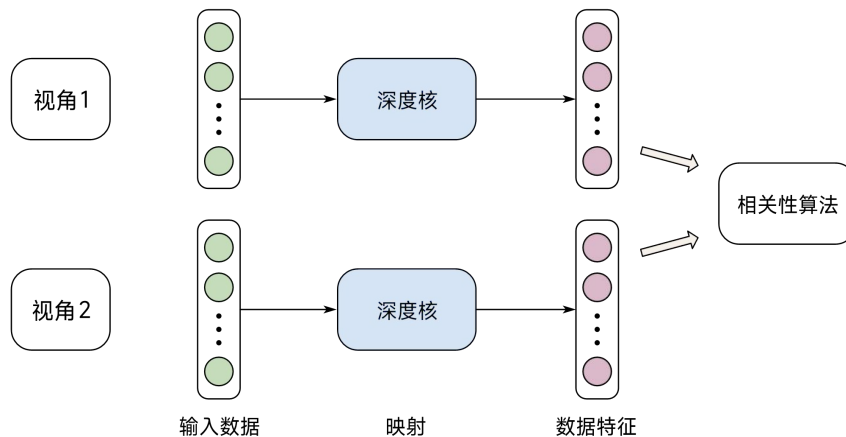 视角1
深度核
相关性算法
视角2
深度核
输入数据
映射
数据特征